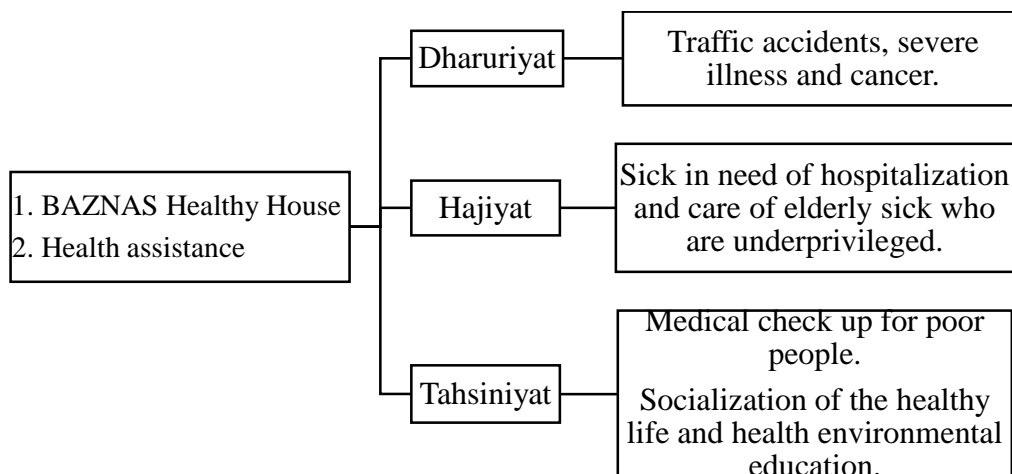 1. BAZNAS Healthy House
2. Health assistance
Dharuriyat
Traffic accidents, severe
illness and cancer.
Hajiyat
Sick in need of hospitalization
and care of elderly sick who
are underprivileged.
Tahsiniyat
Medical check up for poor
people.
Socialization of the healthy
life and health environmental
education.